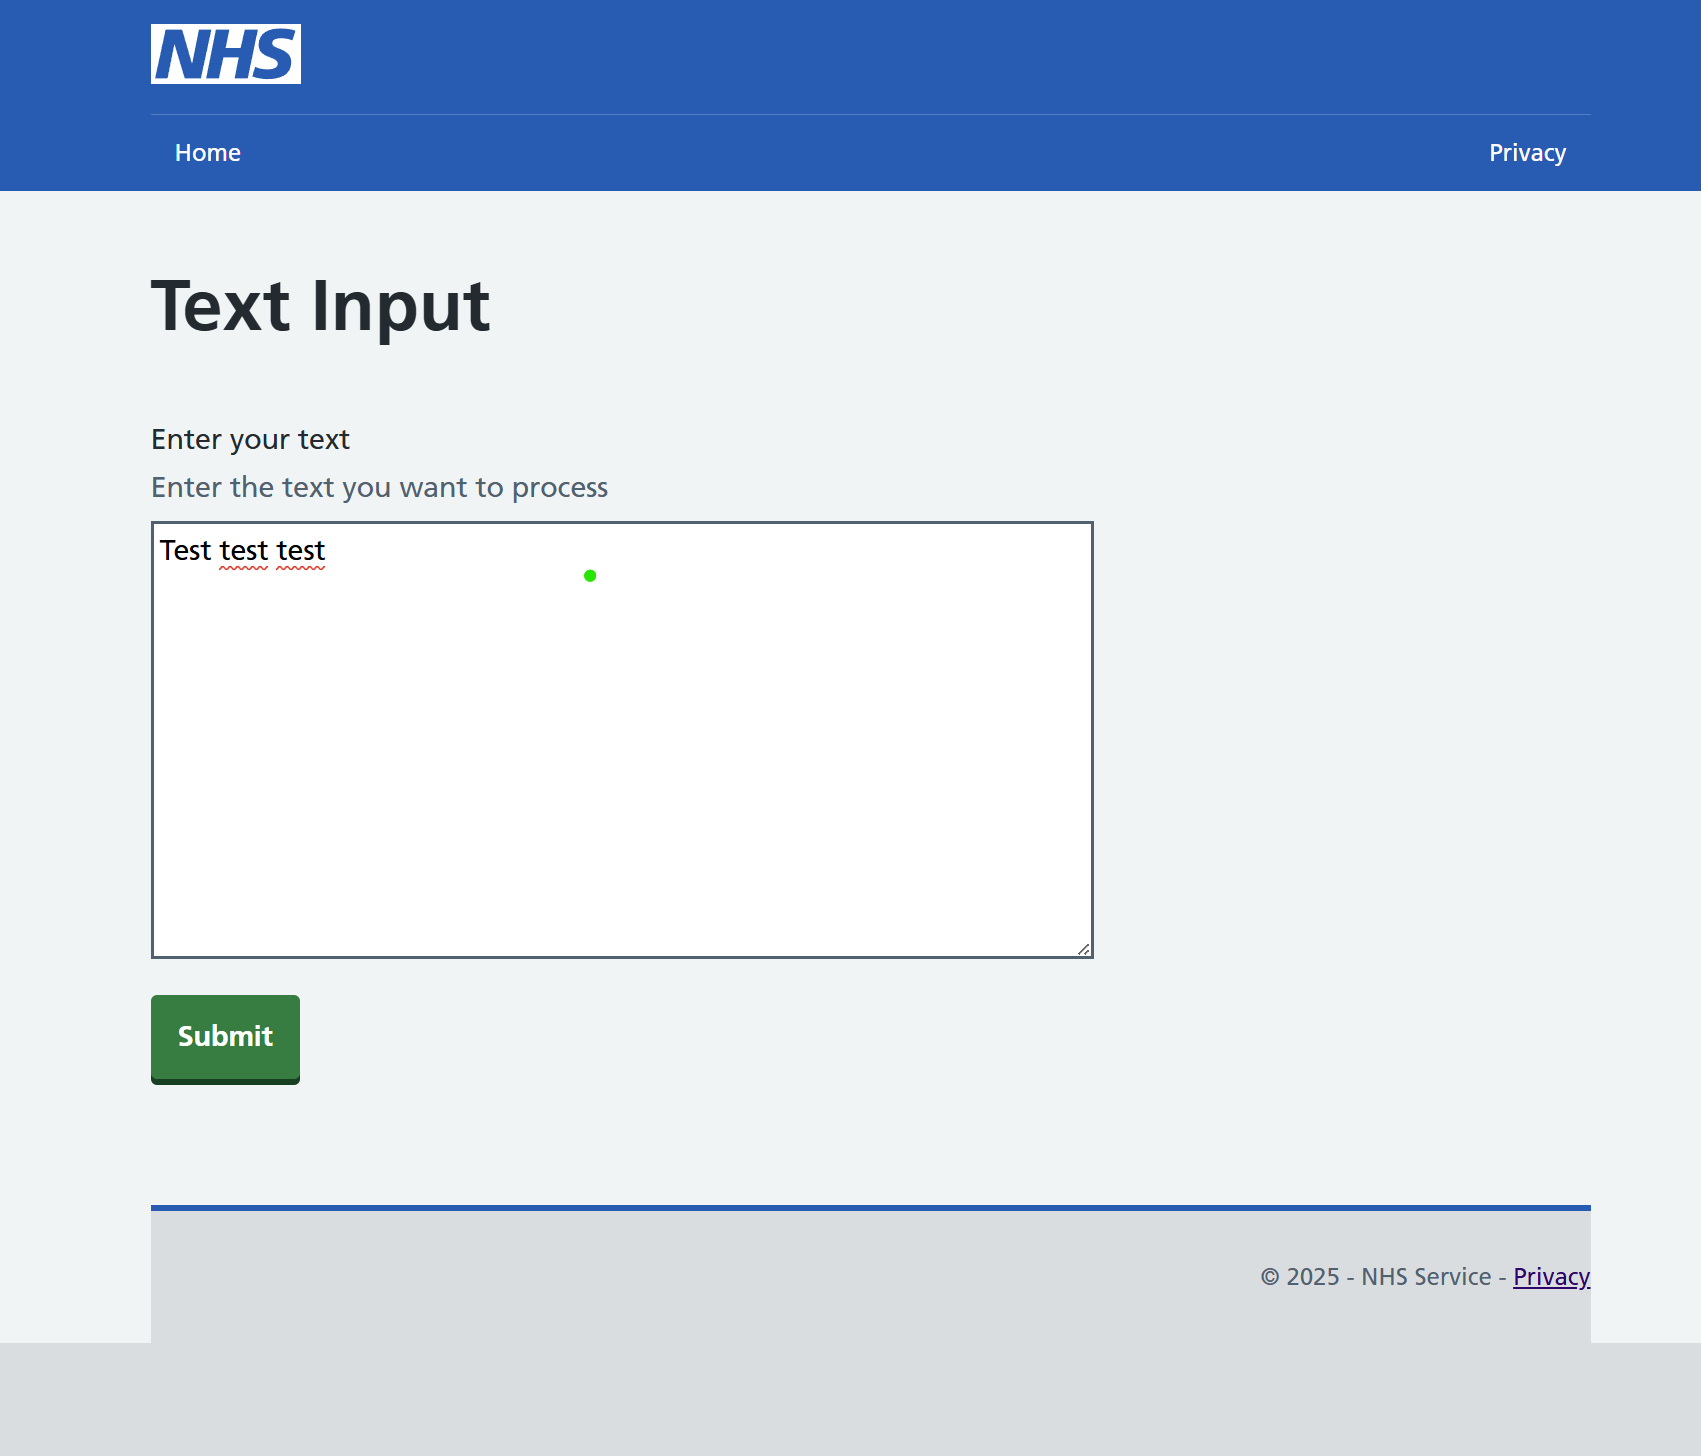 NHS
Home
Privacy
Text Input
Enter your text
Enter the text you want to process
Test test test
Submit
© 2025 - NHS Service - Privacy